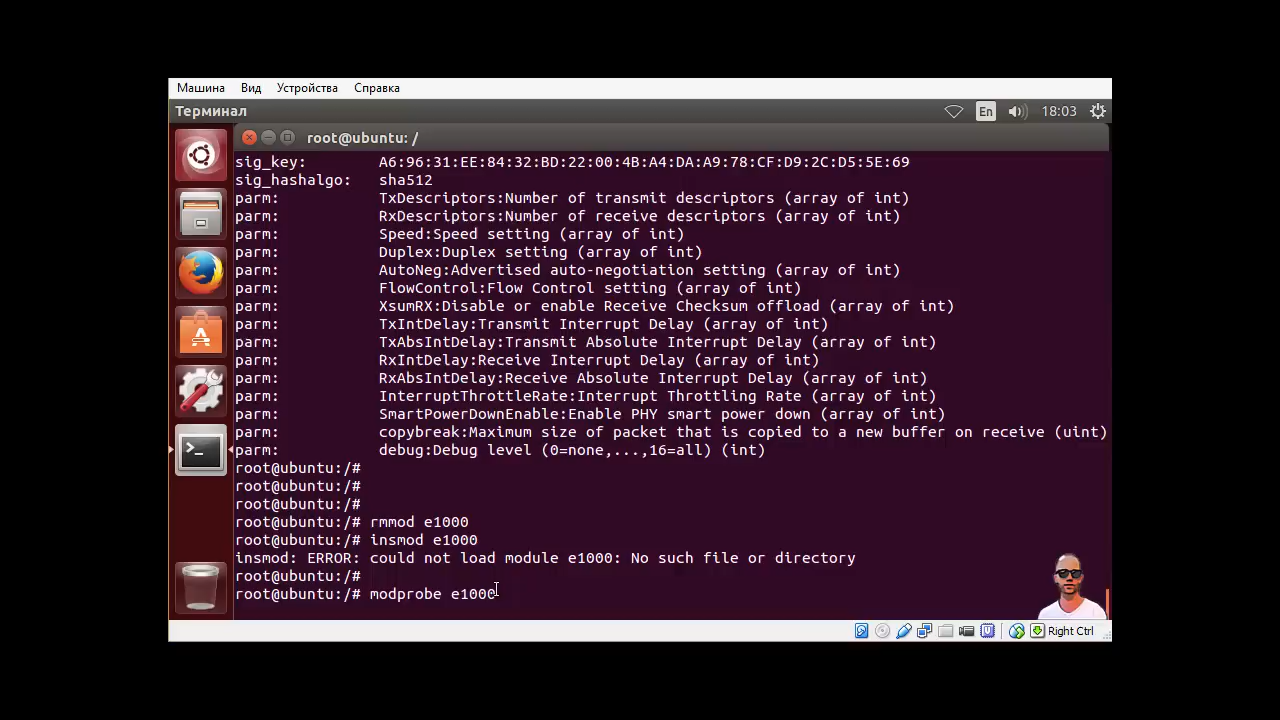 Машина Вид Устройства Справка
Терминал En 18:03
root@ubuntu: /
sig_key: A6:96:31:EE:84:32:BD:22:00:4B:A4:DA:A9:78:CF:D9:2C:D5:5E:69
sig_hashalgo: sha512
parm: TxDescriptors:Number of transmit descriptors (array of int)
parm: RxDescriptors:Number of receive descriptors (array of int)
parm: Speed:Speed setting (array of int)
parm: Duplex:Duplex setting (array of int)
parm: AutoNeg:Advertised auto-negotiation setting (array of int)
parm: FlowControl:Flow Control setting (array of int)
parm: XsumRX:Disable or enable Receive Checksum offload (array of int)
parm: TxIntDelay:Transmit Interrupt Delay (array of int)
parm: TxAbsIntDelay:Transmit Absolute Interrupt Delay (array of int)
parm: RxIntDelay:Receive Interrupt Delay (array of int)
parm: RxAbsIntDelay:Receive Absolute Interrupt Delay (array of int)
parm: InterruptThrottleRate:Interrupt Throttling Rate (array of int)
parm: SmartPowerDownEnable:Enable PHY smart power down (array of int)
parm: copybreak:Maximum size of packet that is copied to a new buffer on receive (uint)
parm: debug:Debug level (0=none,...,16=all) (int)
root@ubuntu:/#
root@ubuntu:/#
root@ubuntu:/#
root@ubuntu:/# rmmod e1000
root@ubuntu:/# insmod e1000
insmod: ERROR: could not load module e1000: No such file or directory
root@ubuntu:/#
root@ubuntu:/# modprobe e1000
Right Ctrl